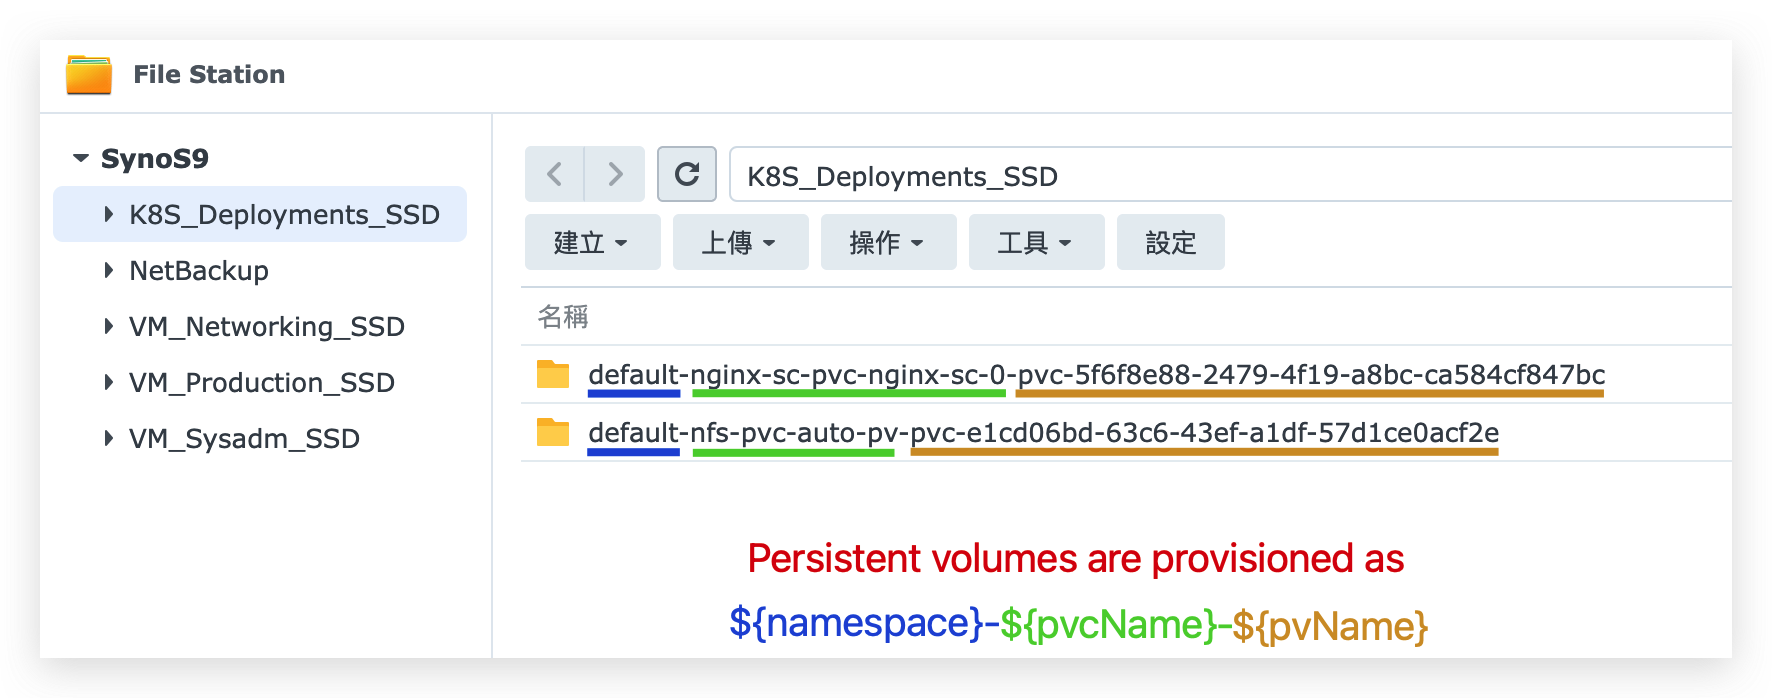 File Station
SynoS9
K8S_Deployments_SSD
NetBackup
VM_Networking_SSD
VM_Production_SSD
VM_Sysadm_SSD
K8S_Deployments_SSD
建立 上傳 操作 工具 設定
名稱
default-nginx-sc-pvc-nginx-sc-0-pvc-5f6f8e88-2479-4f19-a8bc-ca584cf847bc
default-nfs-pvc-auto-pv-pvc-e1cd06bd-63c6-43ef-a1df-57d1ce0acf2e
Persistent volumes are provisioned as
${namespace}-${pvcName}-${pvName}